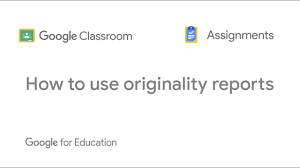 Google Classroom
Assignments
How to use originality reports
Google for Education